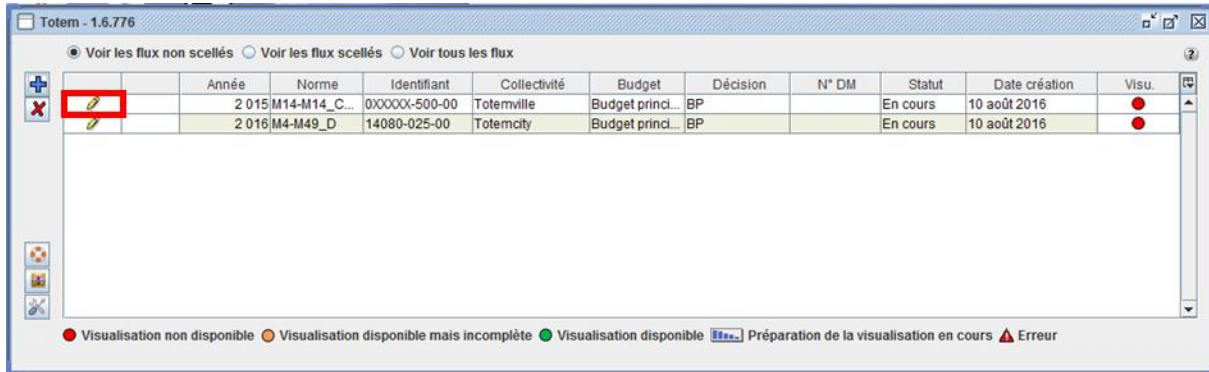 Totem - 1.6.776
Voir les flux non scellés Voir les flux scellés Voir tous les flux
Année Norme Identifiant Collectivité Budget Décision N° DM Statut Date création Visu.
2 015 M14-M14_C... 0XXXXX-500-00 Totemville Budget princi... BP En cours 10 août 2016
2 016 M4-M49_D 14080-025-00 Totemcity Budget princi... BP En cours 10 août 2016
Visualisation non disponible Visualisation disponible mais incomplète Visualisation disponible Préparation de la visualisation en cours Erreur